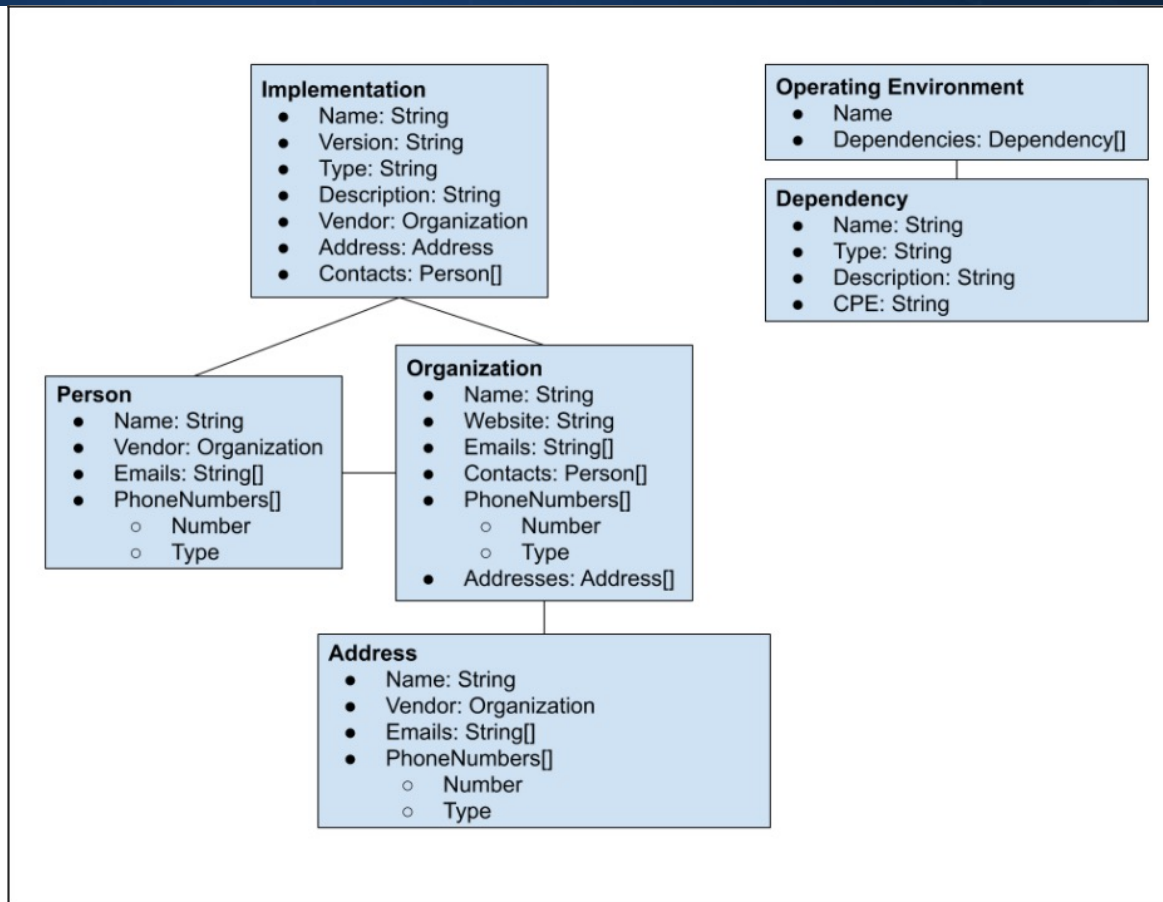 Implementation
● Name: String
● Version: String
● Type: String
● Description: String
● Vendor: Organization
● Address: Address
● Contacts: Person[]
Operating Environment
● Name
● Dependencies: Dependency[]
Dependency
● Name: String
● Type: String
● Description: String
● CPE: String
Person
● Name: String
● Vendor: Organization
● Emails: String[]
● PhoneNumbers[]
○ Number
○ Type
Organization
● Name: String
● Website: String
● Emails: String[]
● Contacts: Person[]
● PhoneNumbers[]
○ Number
○ Type
● Addresses: Address[]
Address
● Name: String
● Vendor: Organization
● Emails: String[]
● PhoneNumbers[]
○ Number
○ Type